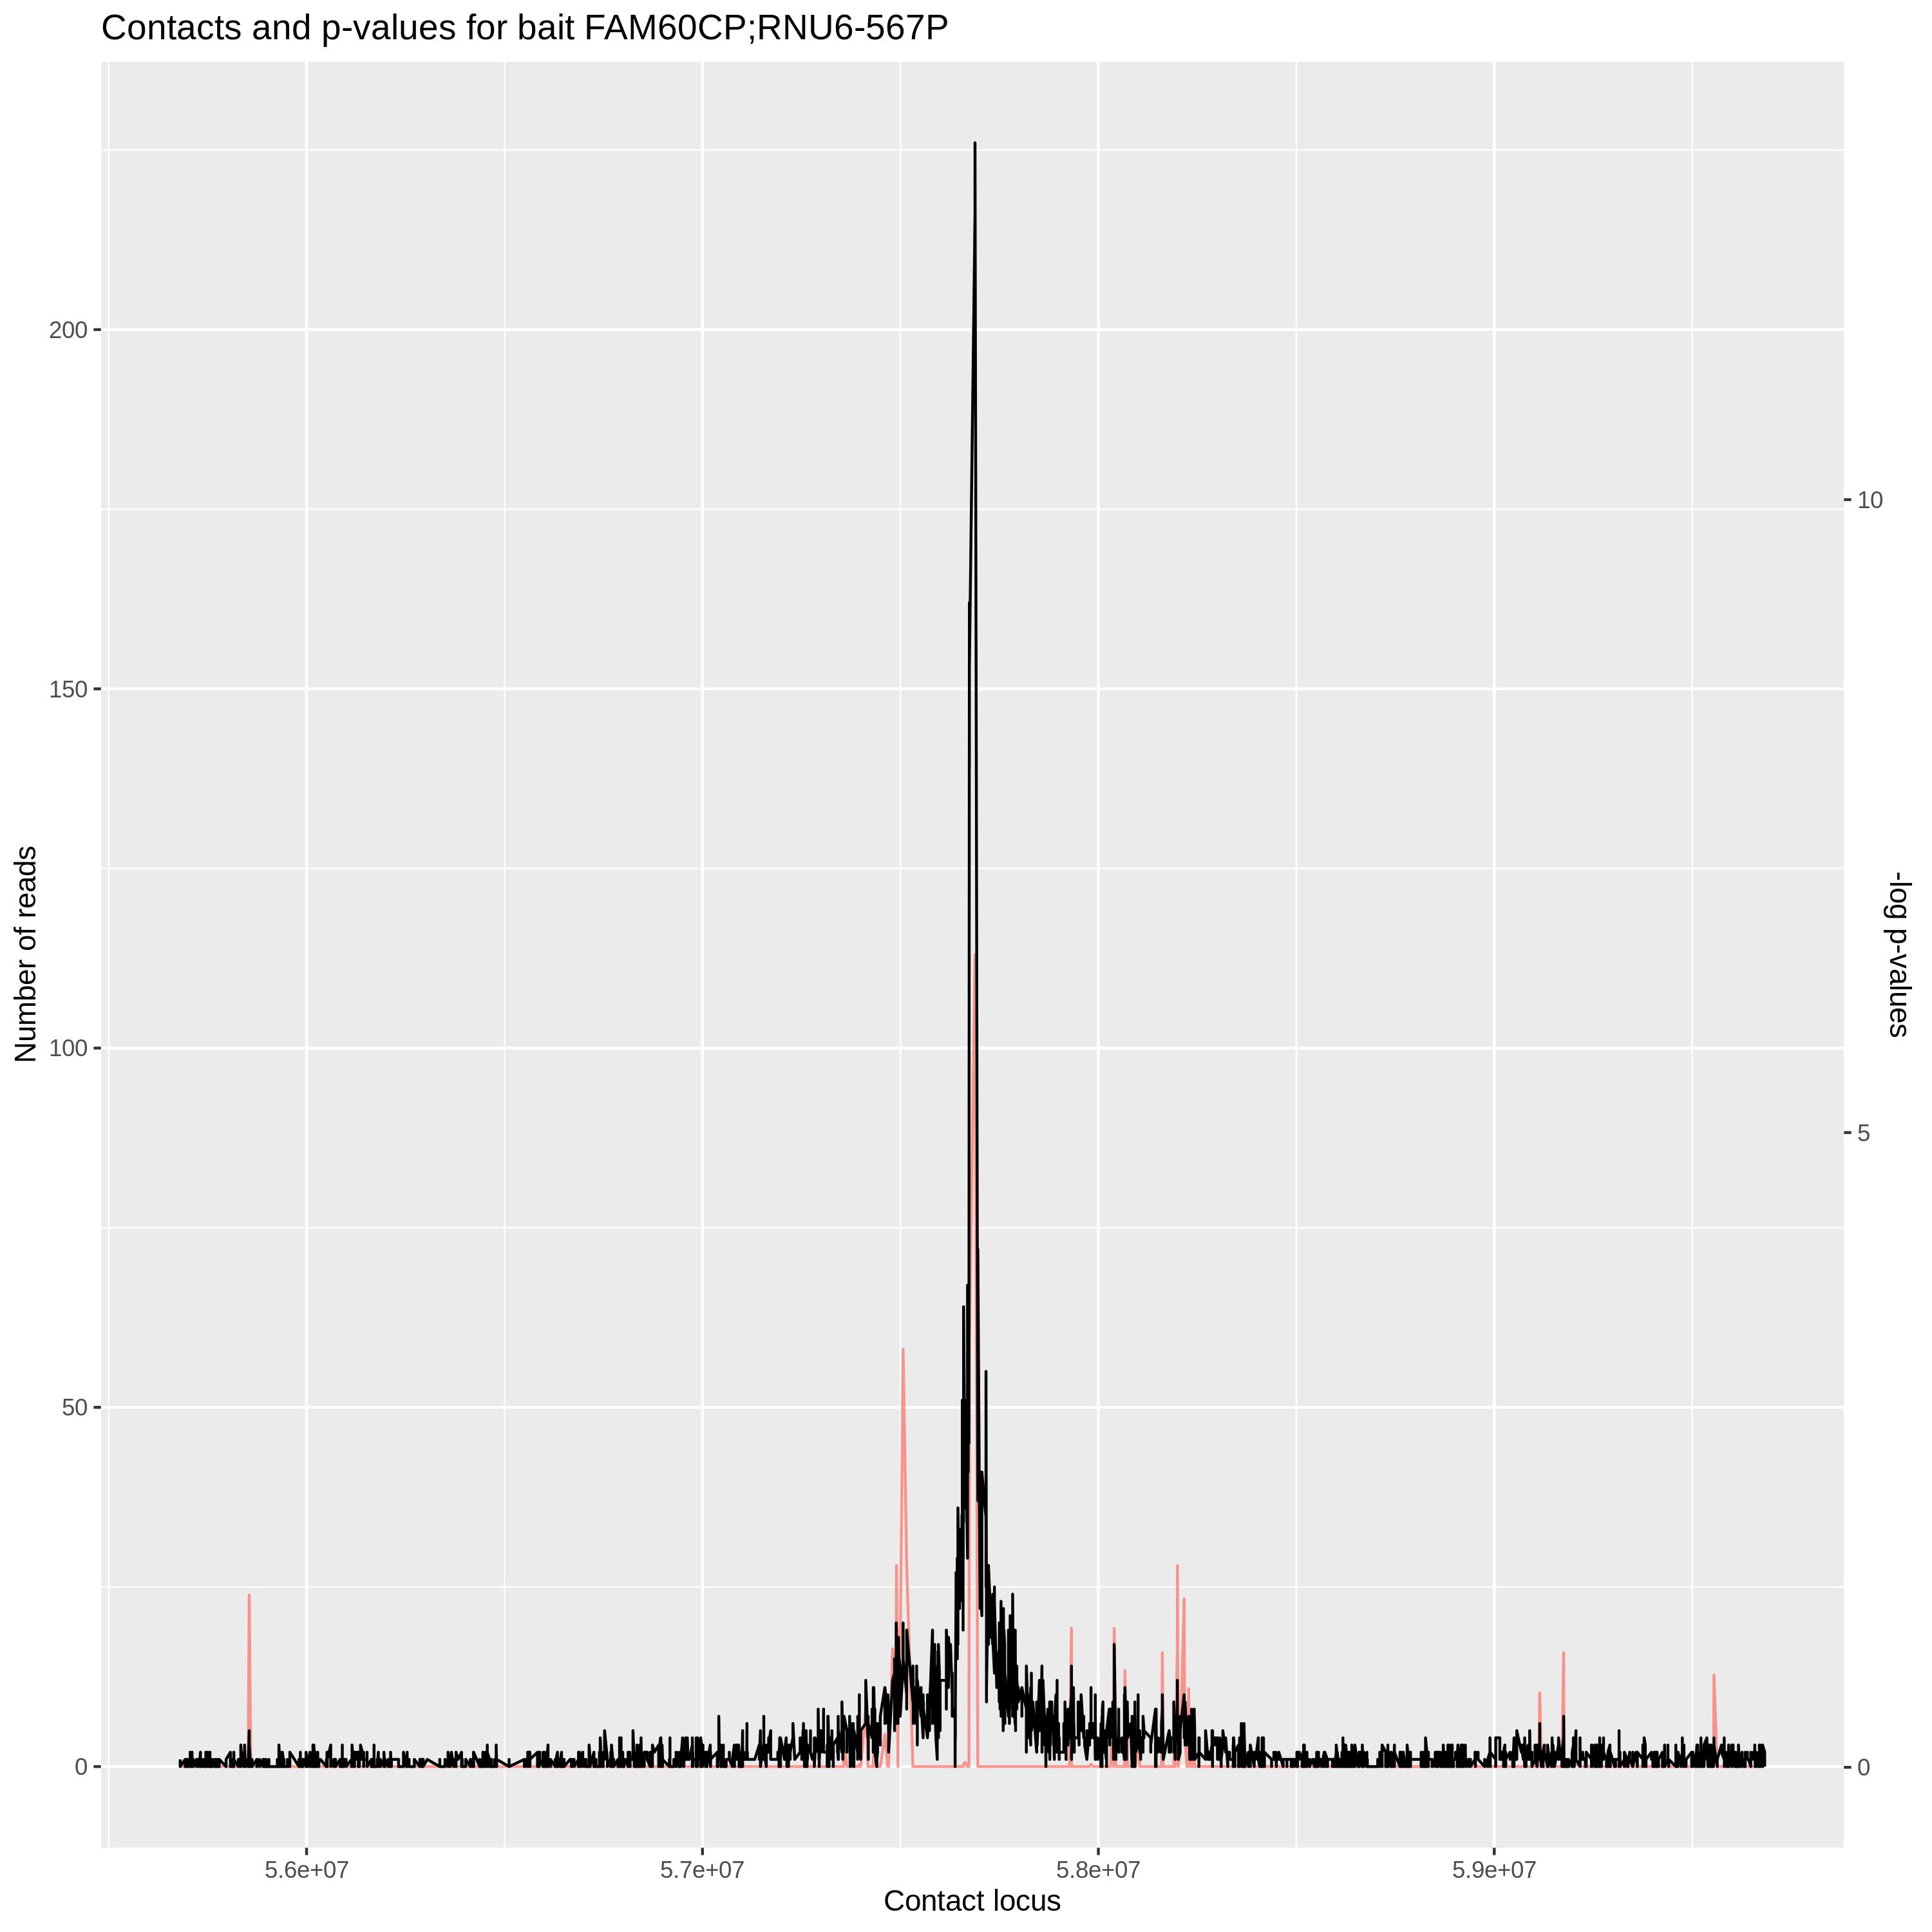 Contacts and p-values for bait FAM60CP;RNU6-567P
200
150
100
50
0
Number of reads
10
5
0
-log p-values
5.6e+07
5.7e+07
5.8e+07
5.9e+07
Contact locus